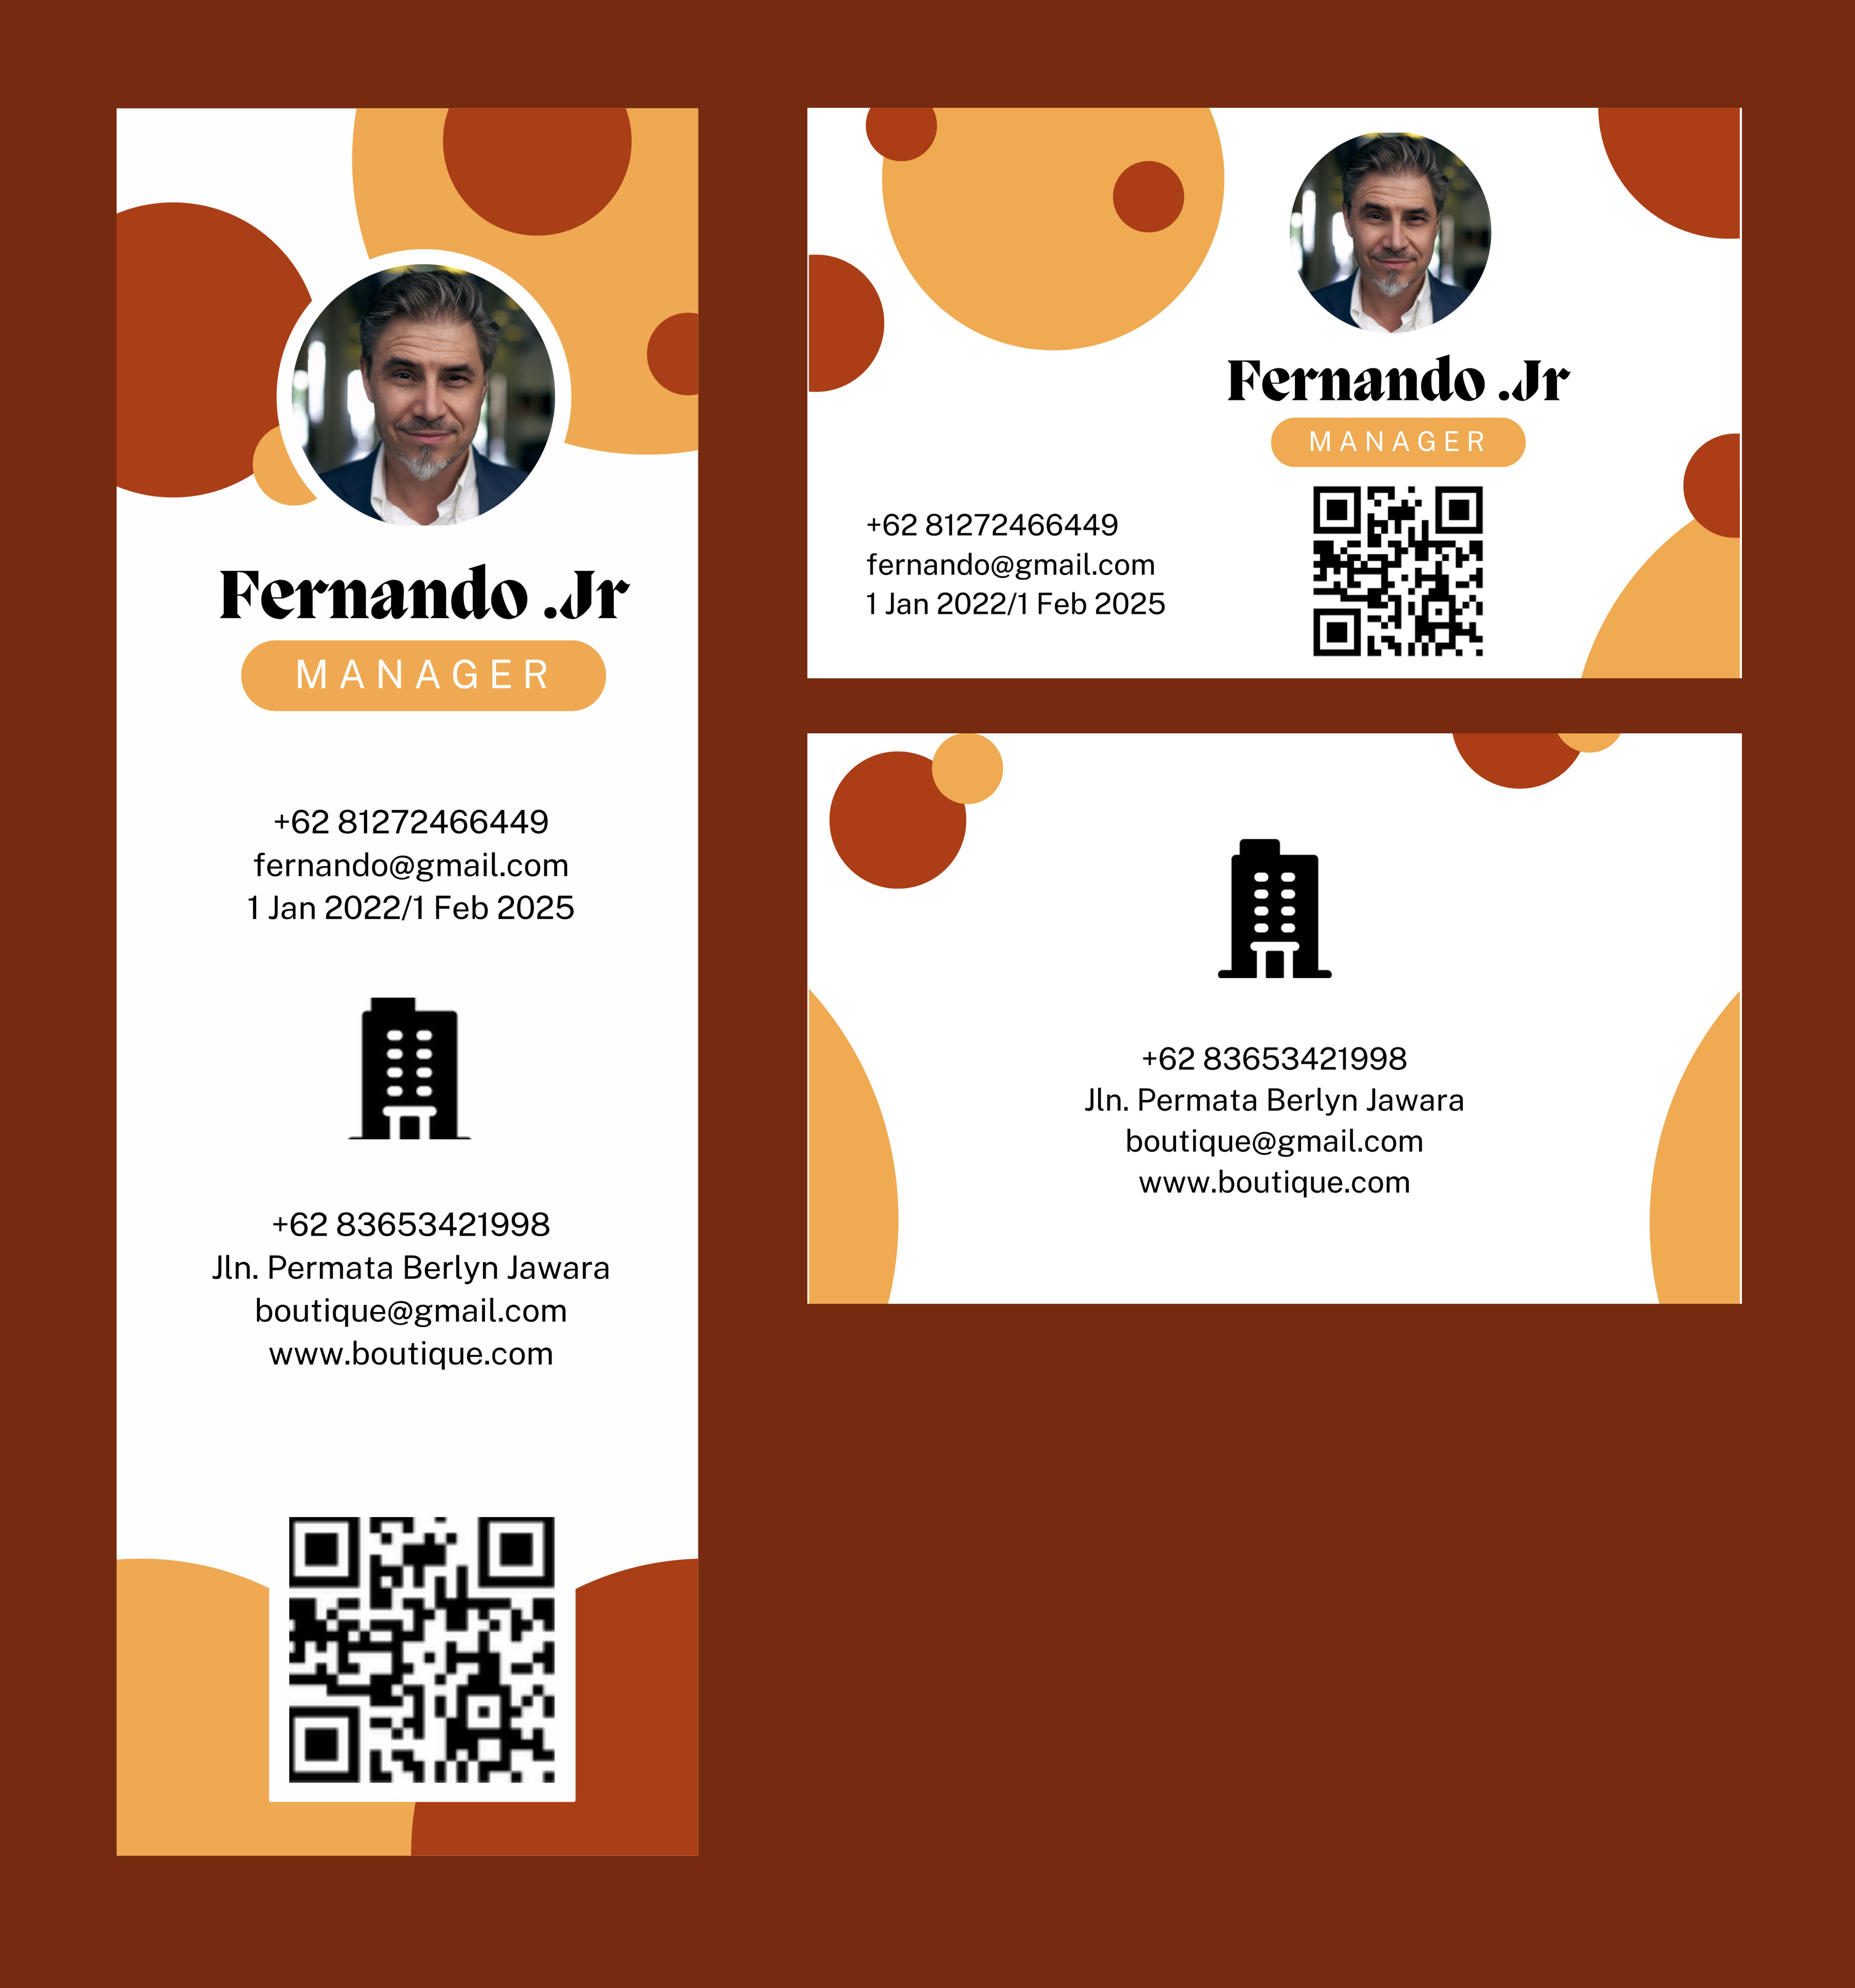 Fernando .Jr
MANAGER
+62 81272466449
fernando@gmail.com
1 Jan 2022/1 Feb 2025
+62 83653421998
Jln. Permata Berlyn Jawara
boutique@gmail.com
www.boutique.com
Fernando .Jr
MANAGER
+62 81272466449
fernando@gmail.com
1 Jan 2022/1 Feb 2025
+62 83653421998
Jln. Permata Berlyn Jawara
boutique@gmail.com
www.boutique.com